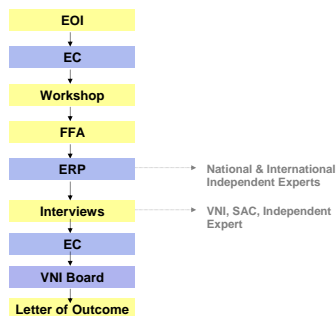 EOI
EC
Workshop
FFA
ERP
National & International
Independent Experts
Interviews
VNI, SAC, Independent
Expert
EC
VNI Board
Letter of Outcome